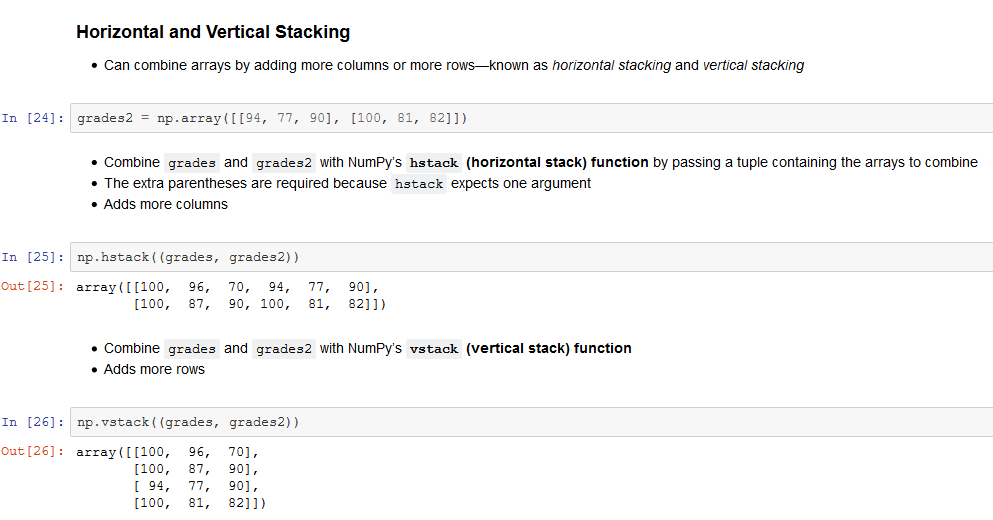 Horizontal and Vertical Stacking
• Can combine arrays by adding more columns or more rows—known as horizontal stacking and vertical stacking
In [24]: grades2 = np.array([[94, 77, 90], [100, 81, 82]])
• Combine grades and grades2 with NumPy’s hstack (horizontal stack) function by passing a tuple containing the arrays to combine
• The extra parentheses are required because hstack expects one argument
• Adds more columns
In [25]: np.hstack((grades, grades2))
Out[25]: array([[100,  96,  70,  94,  77,  90],
       [100,  87,  90, 100,  81,  82]])
• Combine grades and grades2 with NumPy’s vstack (vertical stack) function
• Adds more rows
In [26]: np.vstack((grades, grades2))
Out[26]: array([[100,  96,  70],
       [100,  87,  90],
       [ 94,  77,  90],
       [100,  81,  82]])